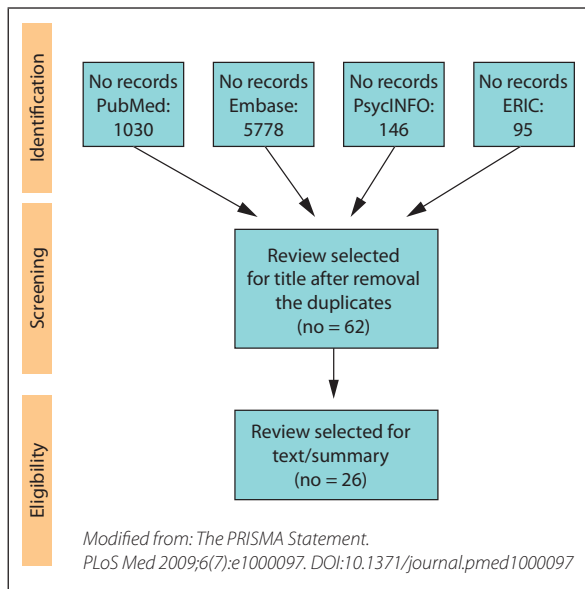 Identification
No records
PubMed:
1030
No records
Embase:
5778
No records
PsycINFO:
146
No records
ERIC:
95
Screening
Review selected
for title after removal
the duplicates
(no = 62)
Eligibility
Review selected for
text/summary
(no = 26)
Modified from: The PRISMA Statement.
PLoS Med 2009;6(7):e1000097. DOI:10.1371/journal.pmed1000097